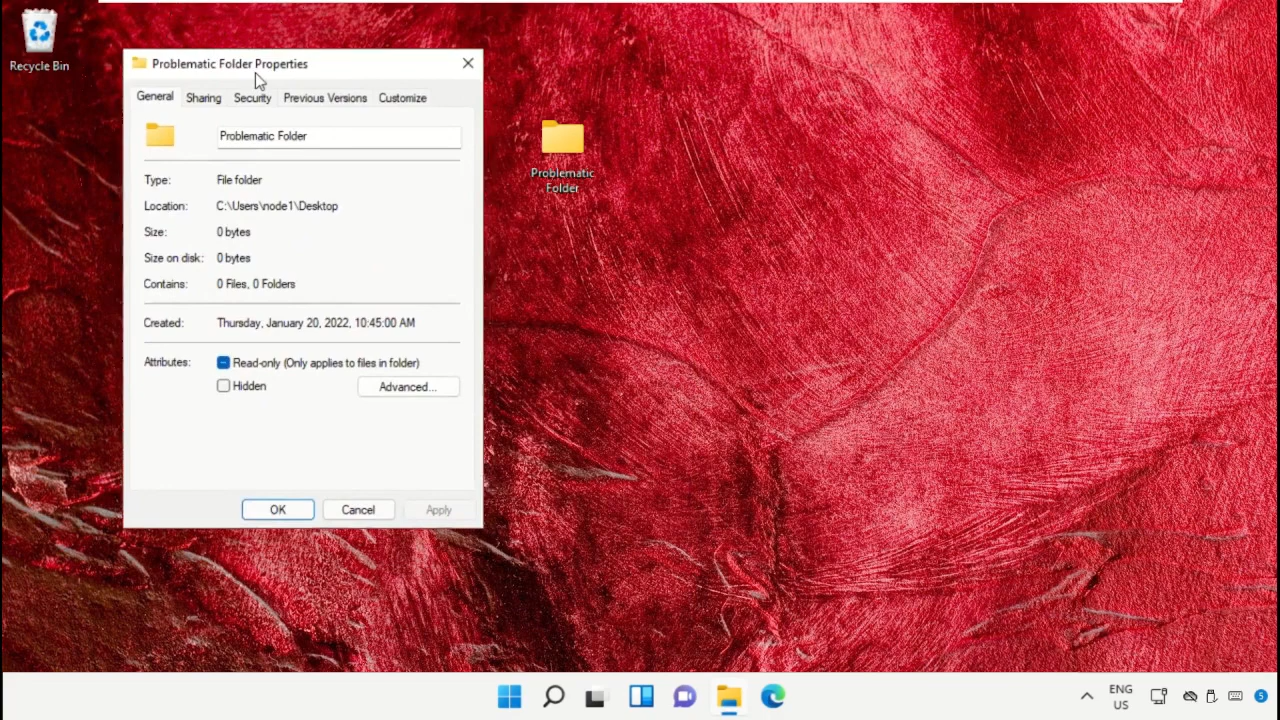 Recycle Bin
Problematic Folder Properties
General Sharing Security Previous Versions Customize
Problematic Folder
Type: File folder
Location: C:\Users\node1\Desktop
Size: 0 bytes
Size on disk: 0 bytes
Contains: 0 Files, 0 Folders
Created: Thursday, January 20, 2022, 10:45:00 AM
Attributes: Read-only (Only applies to files in folder)
Hidden Advanced...
OK Cancel Apply
Problematic
Folder
ENG
US
5